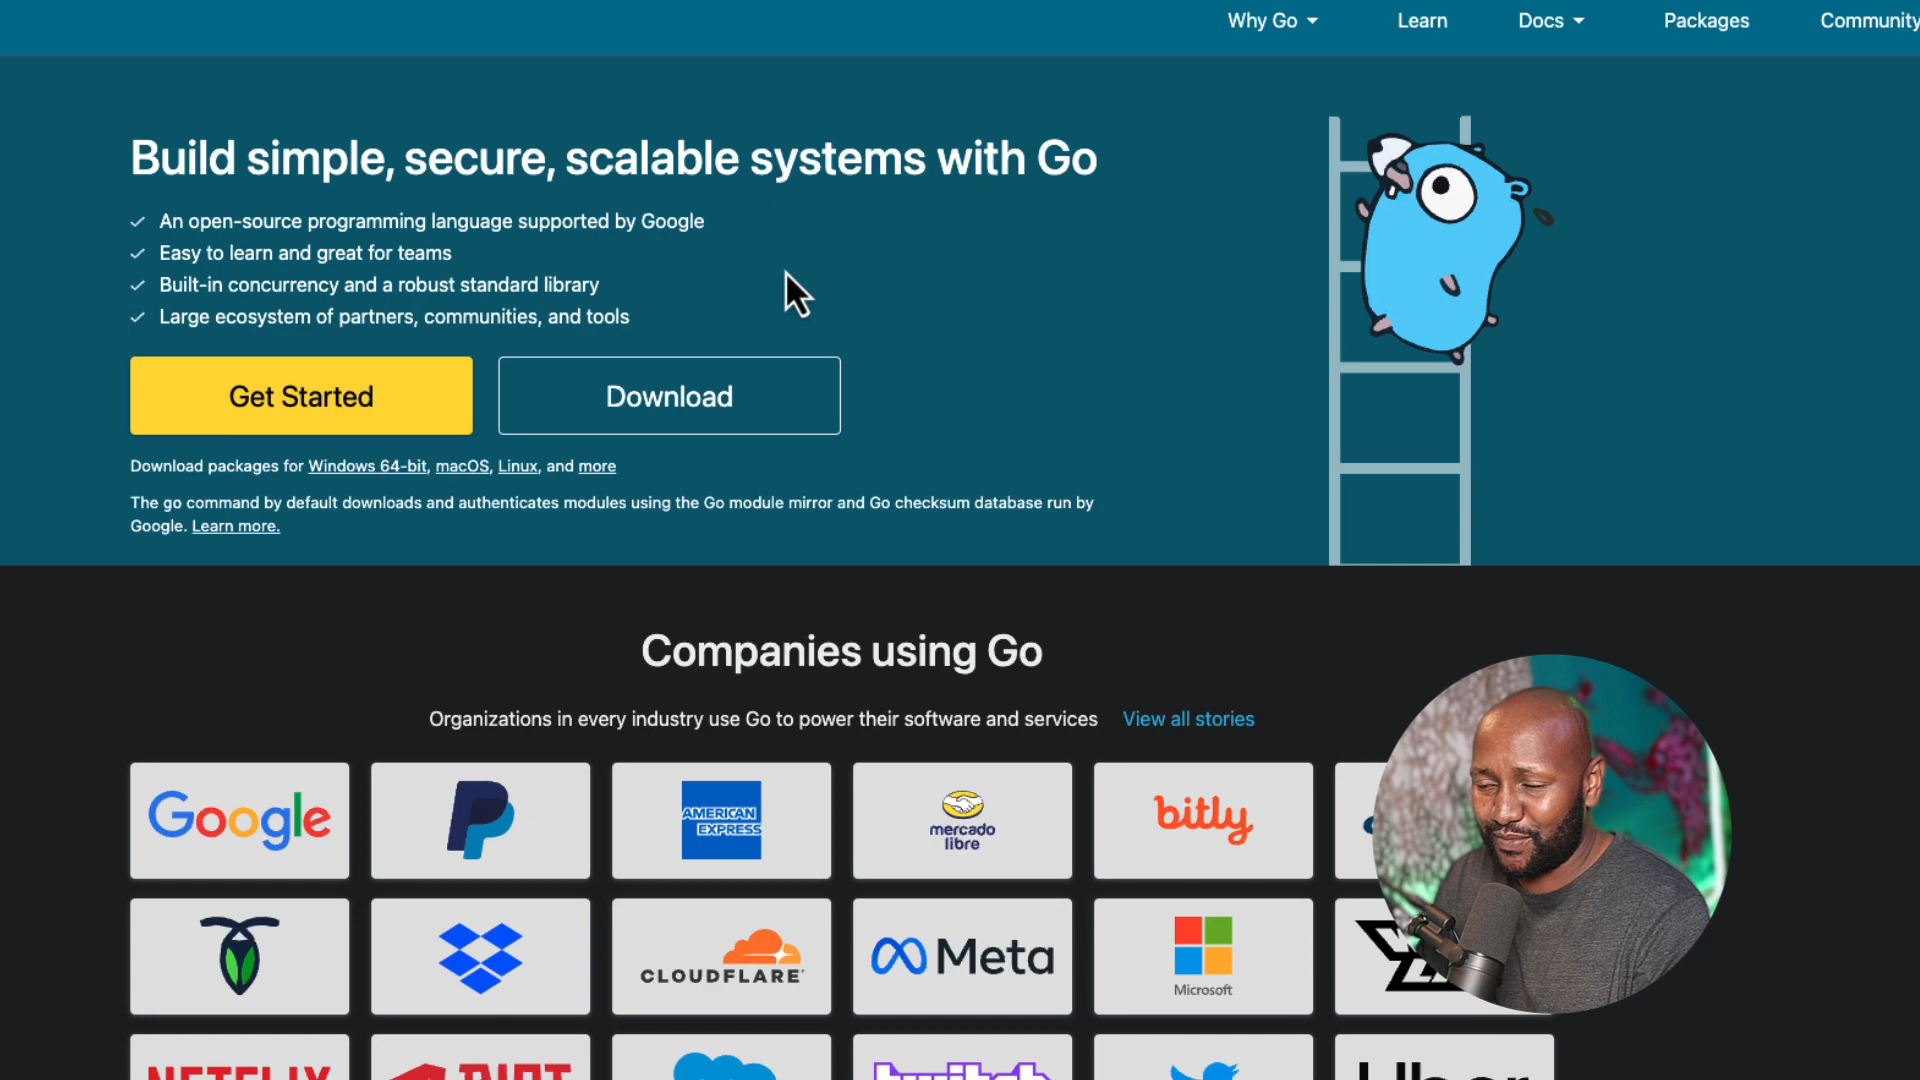 Why Go
Learn
Docs
Packages
Community
Build simple, secure, scalable systems with Go
An open-source programming language supported by Google
Easy to learn and great for teams
Built-in concurrency and a robust standard library
Large ecosystem of partners, communities, and tools
Get Started
Download
Download packages for Windows 64-bit, macOS, Linux, and more
The go command by default downloads and authenticates modules using the Go module mirror and Go checksum database run by
Google. Learn more.
Companies using Go
Organizations in every industry use Go to power their software and services View all stories
Google
AMERICAN
EXPRESS
mercado
libre
bitly
CLOUDFLARE
Meta
Microsoft
NETFLIX
RIOT
twitch
Uber